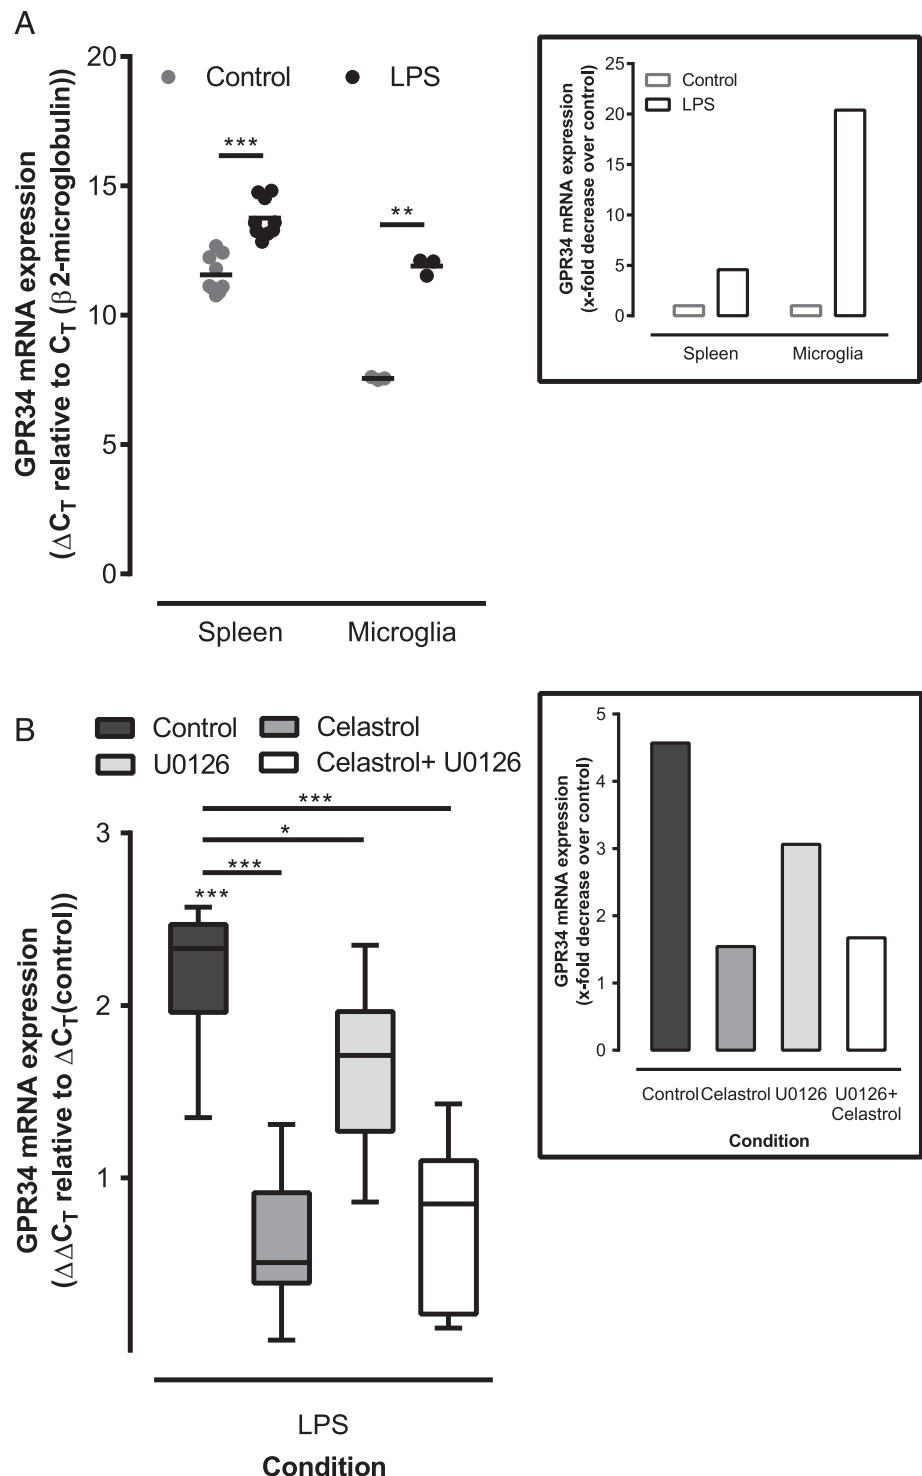 A
GPR34 mRNA expression
(ΔCT relative to CT (β2-microglobulin))
20
15
10
5
0
Control
LPS
***
**
Spleen
Microglia
GPR34 mRNA expression
(x-fold decrease over control)
25
20
15
10
5
0
Control
LPS
Spleen
Microglia
B
Control
Celastrol
U0126
Celastrol+ U0126
GPR34 mRNA expression
(ΔΔCT relative to ΔCT(control))
3
2
1
***
*
***
***
LPS
Condition
GPR34 mRNA expression
(x-fold decrease over control)
5
4
3
2
1
0
Control
Celastrol
U0126
U0126+
Celastrol
Condition